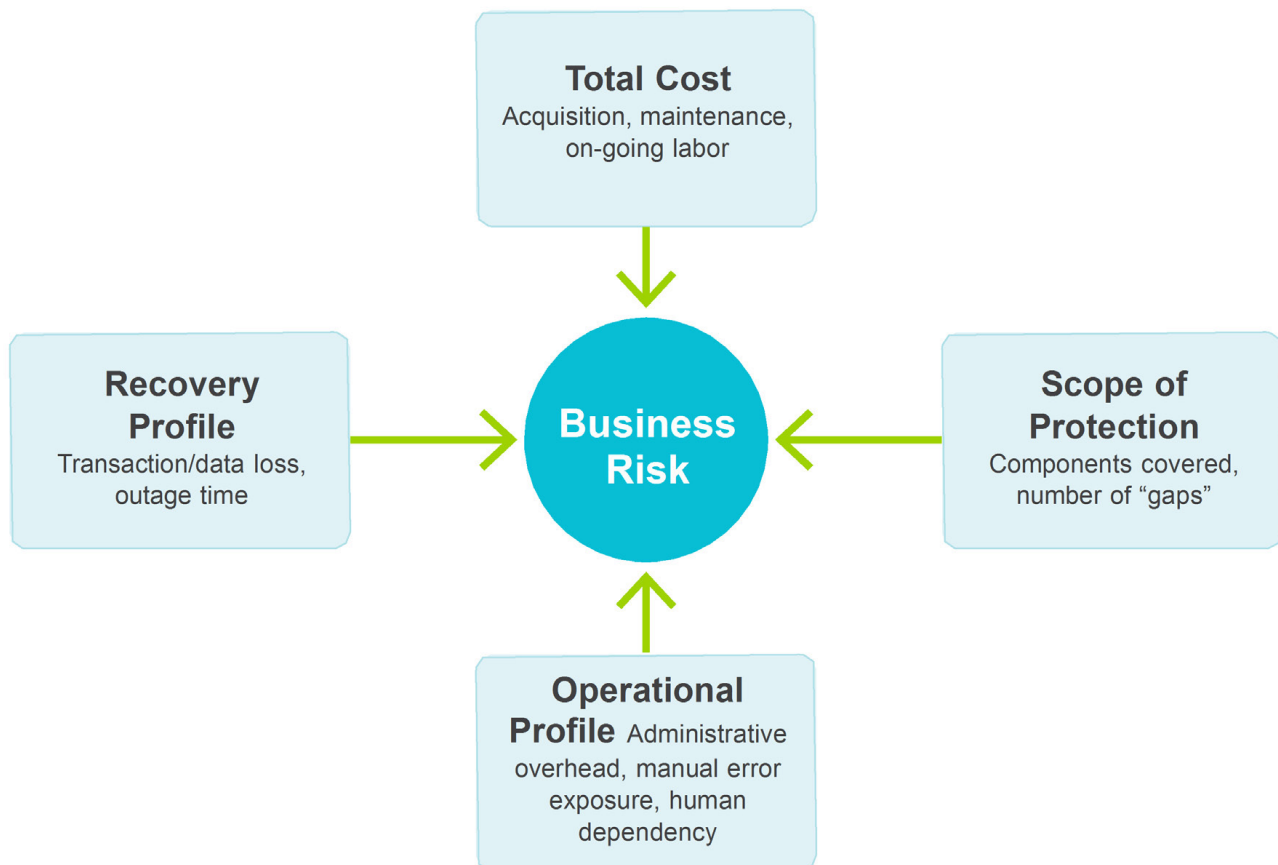 Total Cost
Acquisition, maintenance,
on-going labor
Recovery
Profile
Transaction/data loss,
outage time
Business
Risk
Scope of
Protection
Components covered,
number of “gaps”
Operational
Profile Administrative
overhead, manual error
exposure, human
dependency